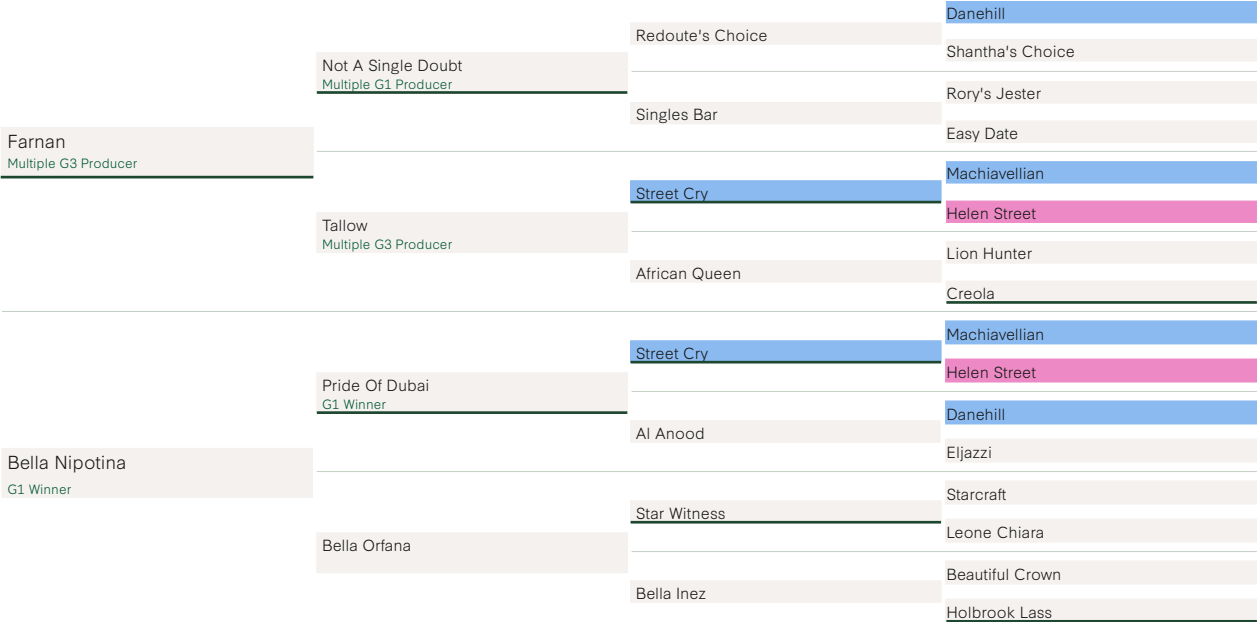 Farnan
Multiple G3 Producer
Bella Nipotina
G1 Winner
Not A Single Doubt
Multiple G1 Producer
Tallow
Multiple G3 Producer
Pride Of Dubai
G1 Winner
Bella Orfana
Redoute's Choice
Singles Bar
Street Cry
African Queen
Street Cry
Al Anood
Star Witness
Bella Inez
Danehill
Shantha's Choice
Rory's Jester
Easy Date
Machiavellian
Helen Street
Lion Hunter
Creola
Machiavellian
Helen Street
Danehill
Eljazzi
Starcraft
Leone Chiara
Beautiful Crown
Holbrook Lass